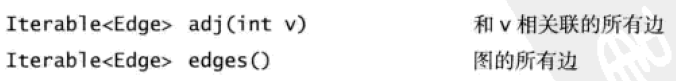 Iterable<Edge> adj(int v) 和 v 相关联的所有边
Iterable<Edge> edges() 图的所有边